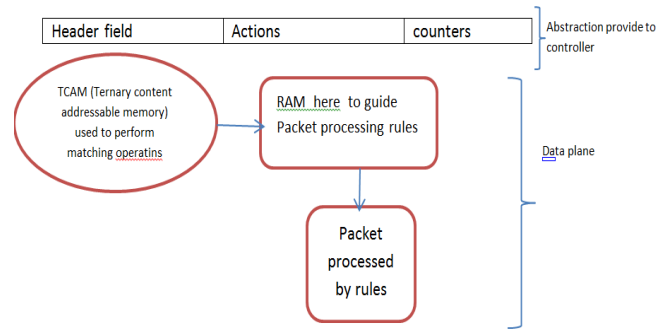 Header field
Actions
counters
Abstraction provide to
controller
TCAM (Ternary content
addressable memory)
used to perform
matching operatins
RAM here to guide
Packet processing rules
Data plane
Packet
processed
by rules